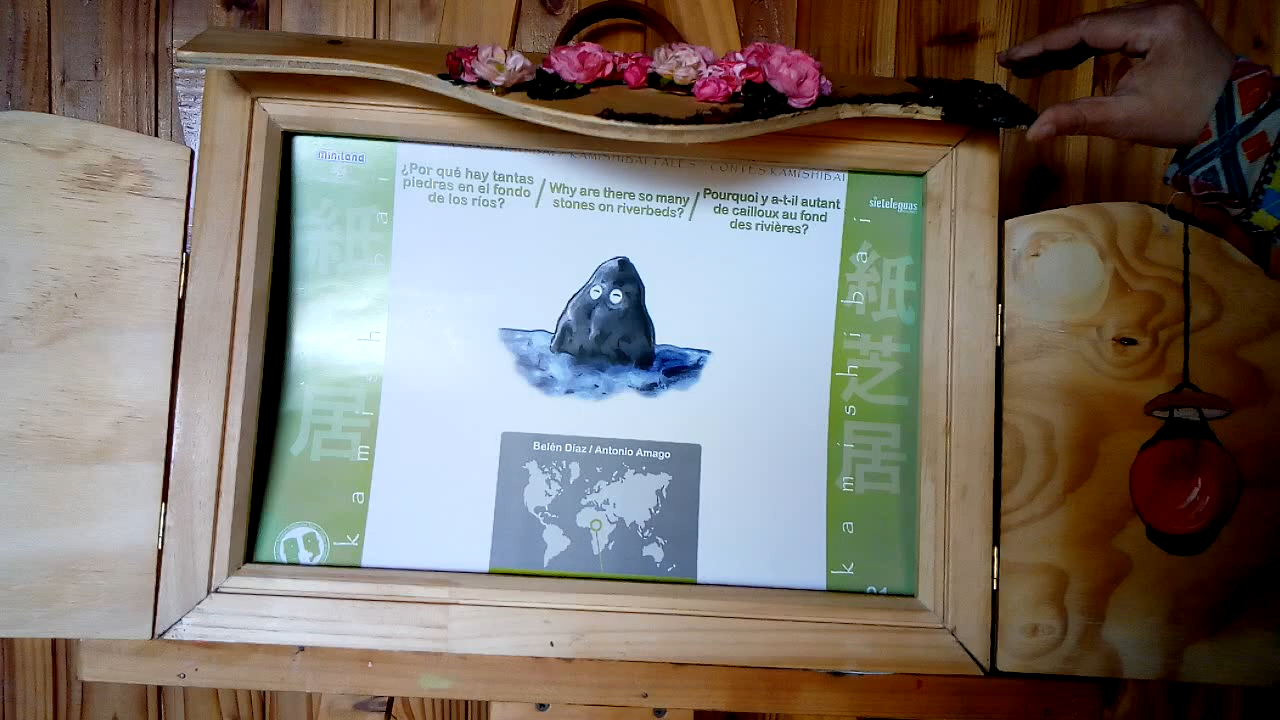 KAMISHIBAI TALES
CONTES KAMISHIBAI
miniland
¿Por qué hay tantas
piedras en el fondo
de los ríos?
/
Why are there so many
stones on riverbeds?
/
Pourquoi y a-t-il autant
de cailloux au fond
des rivières?
sieteleguas
紙 居
kamishiba
紙芝居
kamishibai
Belén Díaz / Antonio Amago